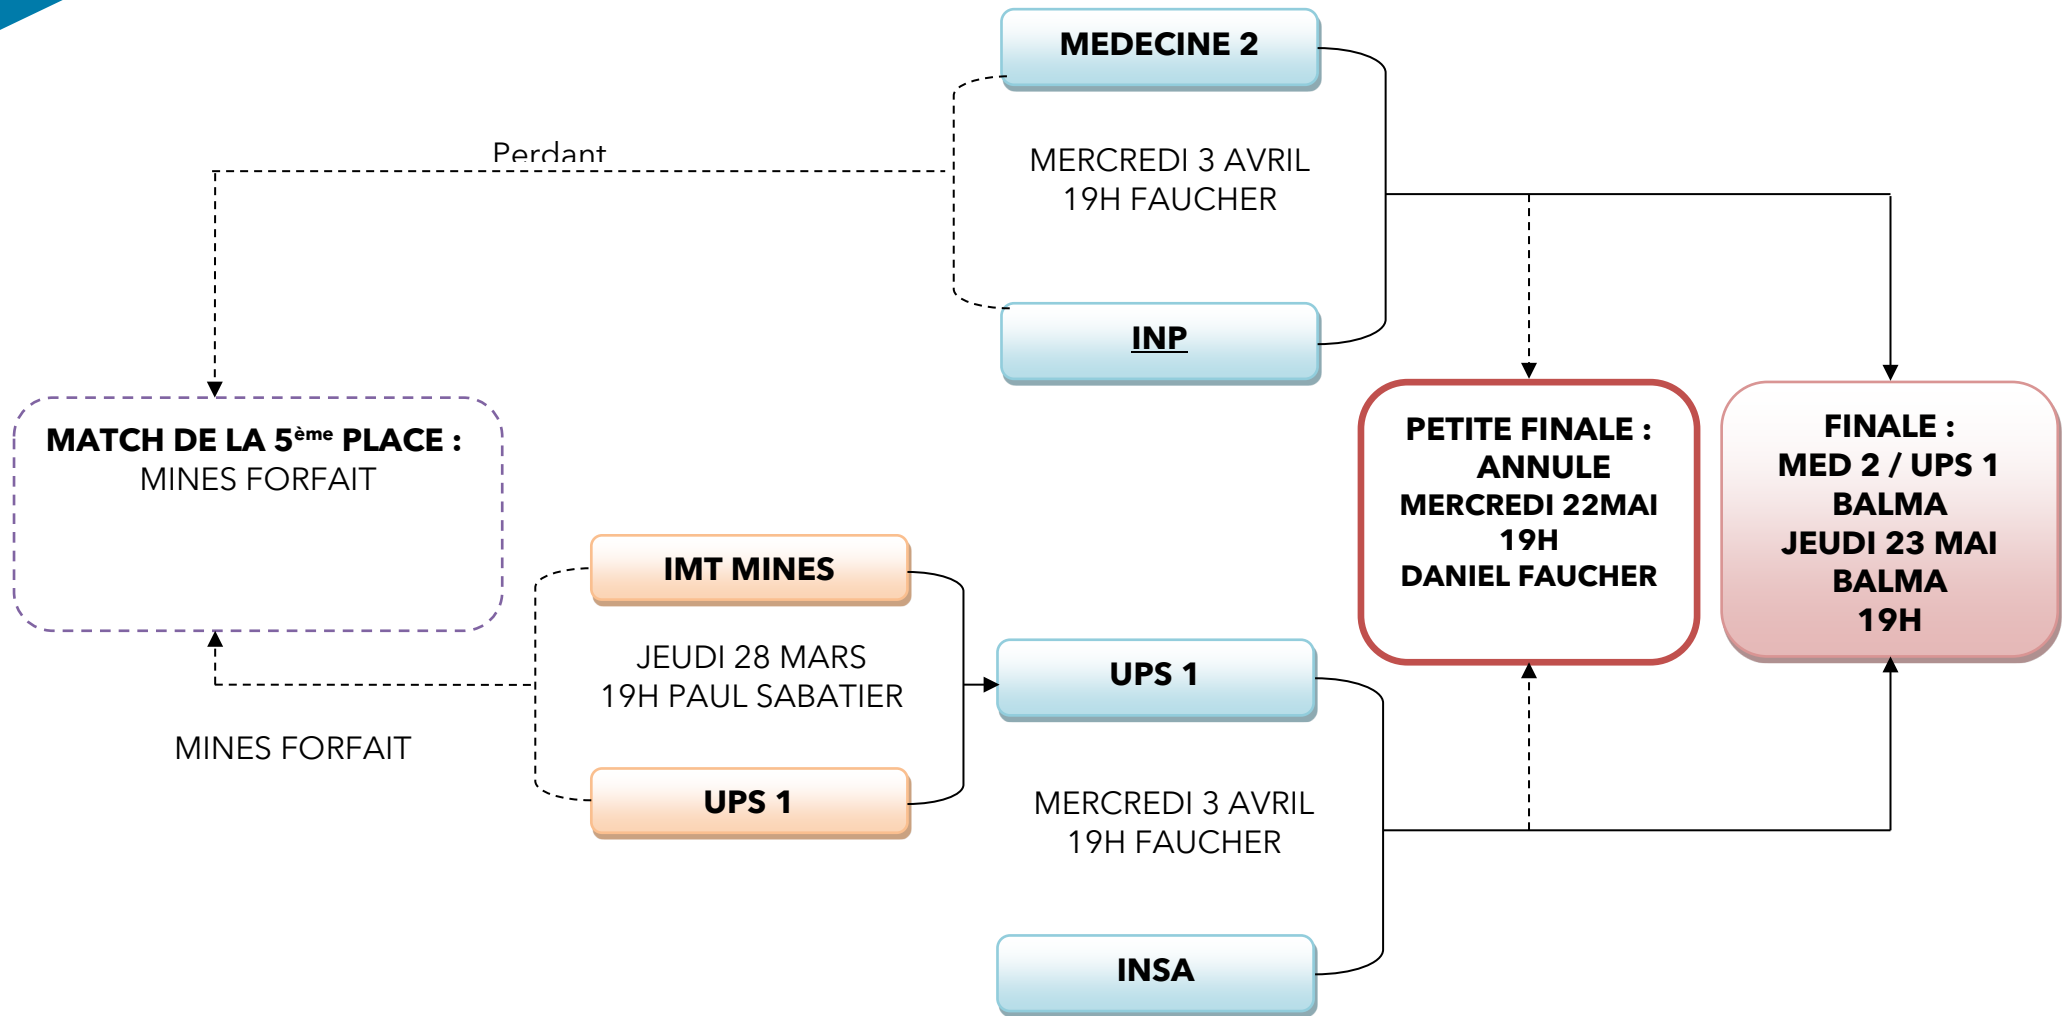 MEDECINE 2
Perdant
MERCREDI 3 AVRIL
19H FAUCHER
INP
MATCH DE LA 5ème PLACE :
MINES FORFAIT
PETITE FINALE :
ANNULE
MERCREDI 22MAI
19H
DANIEL FAUCHER
FINALE :
MED 2 / UPS 1
BALMA
JEUDI 23 MAI
BALMA
19H
IMT MINES
JEUDI 28 MARS
19H PAUL SABATIER
UPS 1
MINES FORFAIT
UPS 1
MERCREDI 3 AVRIL
19H FAUCHER
INSA